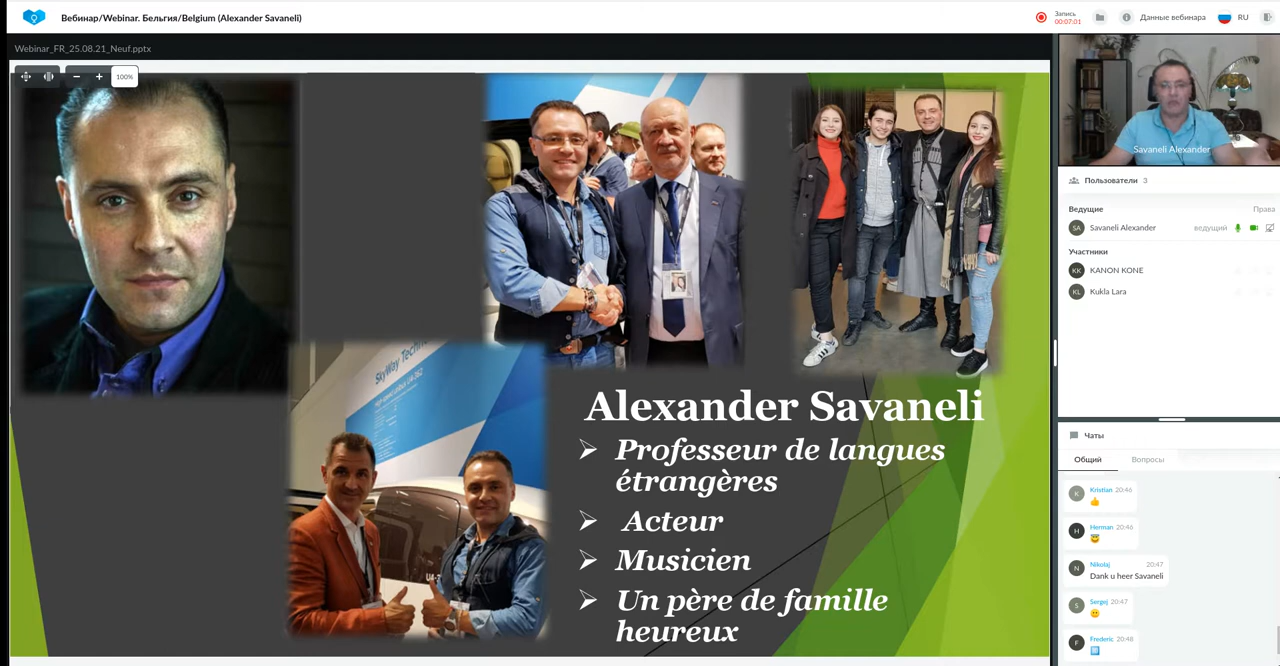 Вебинар/Webinar. Бельгия/Belgium (Alexander Savaneli)
Запись
00:07:01
Данные вебинара
RU
Webinar_FR_25.08.21_Neuf.pptx
100%
SkyWay Techno
U4-
Alexander Savaneli
Professeur de langues
étrangères
Acteur
Musicien
Un père de famille
heureux
Savaneli Alexander
Пользователи 3
Ведущие Права
SA Savaneli Alexander ведущий
Участники
KK KANON KONE
KL Kukla Lara
Чаты
Общий Вопросы
K Kristian 20:46
👍
H Herman 20:46
😇
N Nikolaj 20:47
Dank u heer Savaneli
S Sergej 20:47
🙂
F Frederic 20:48